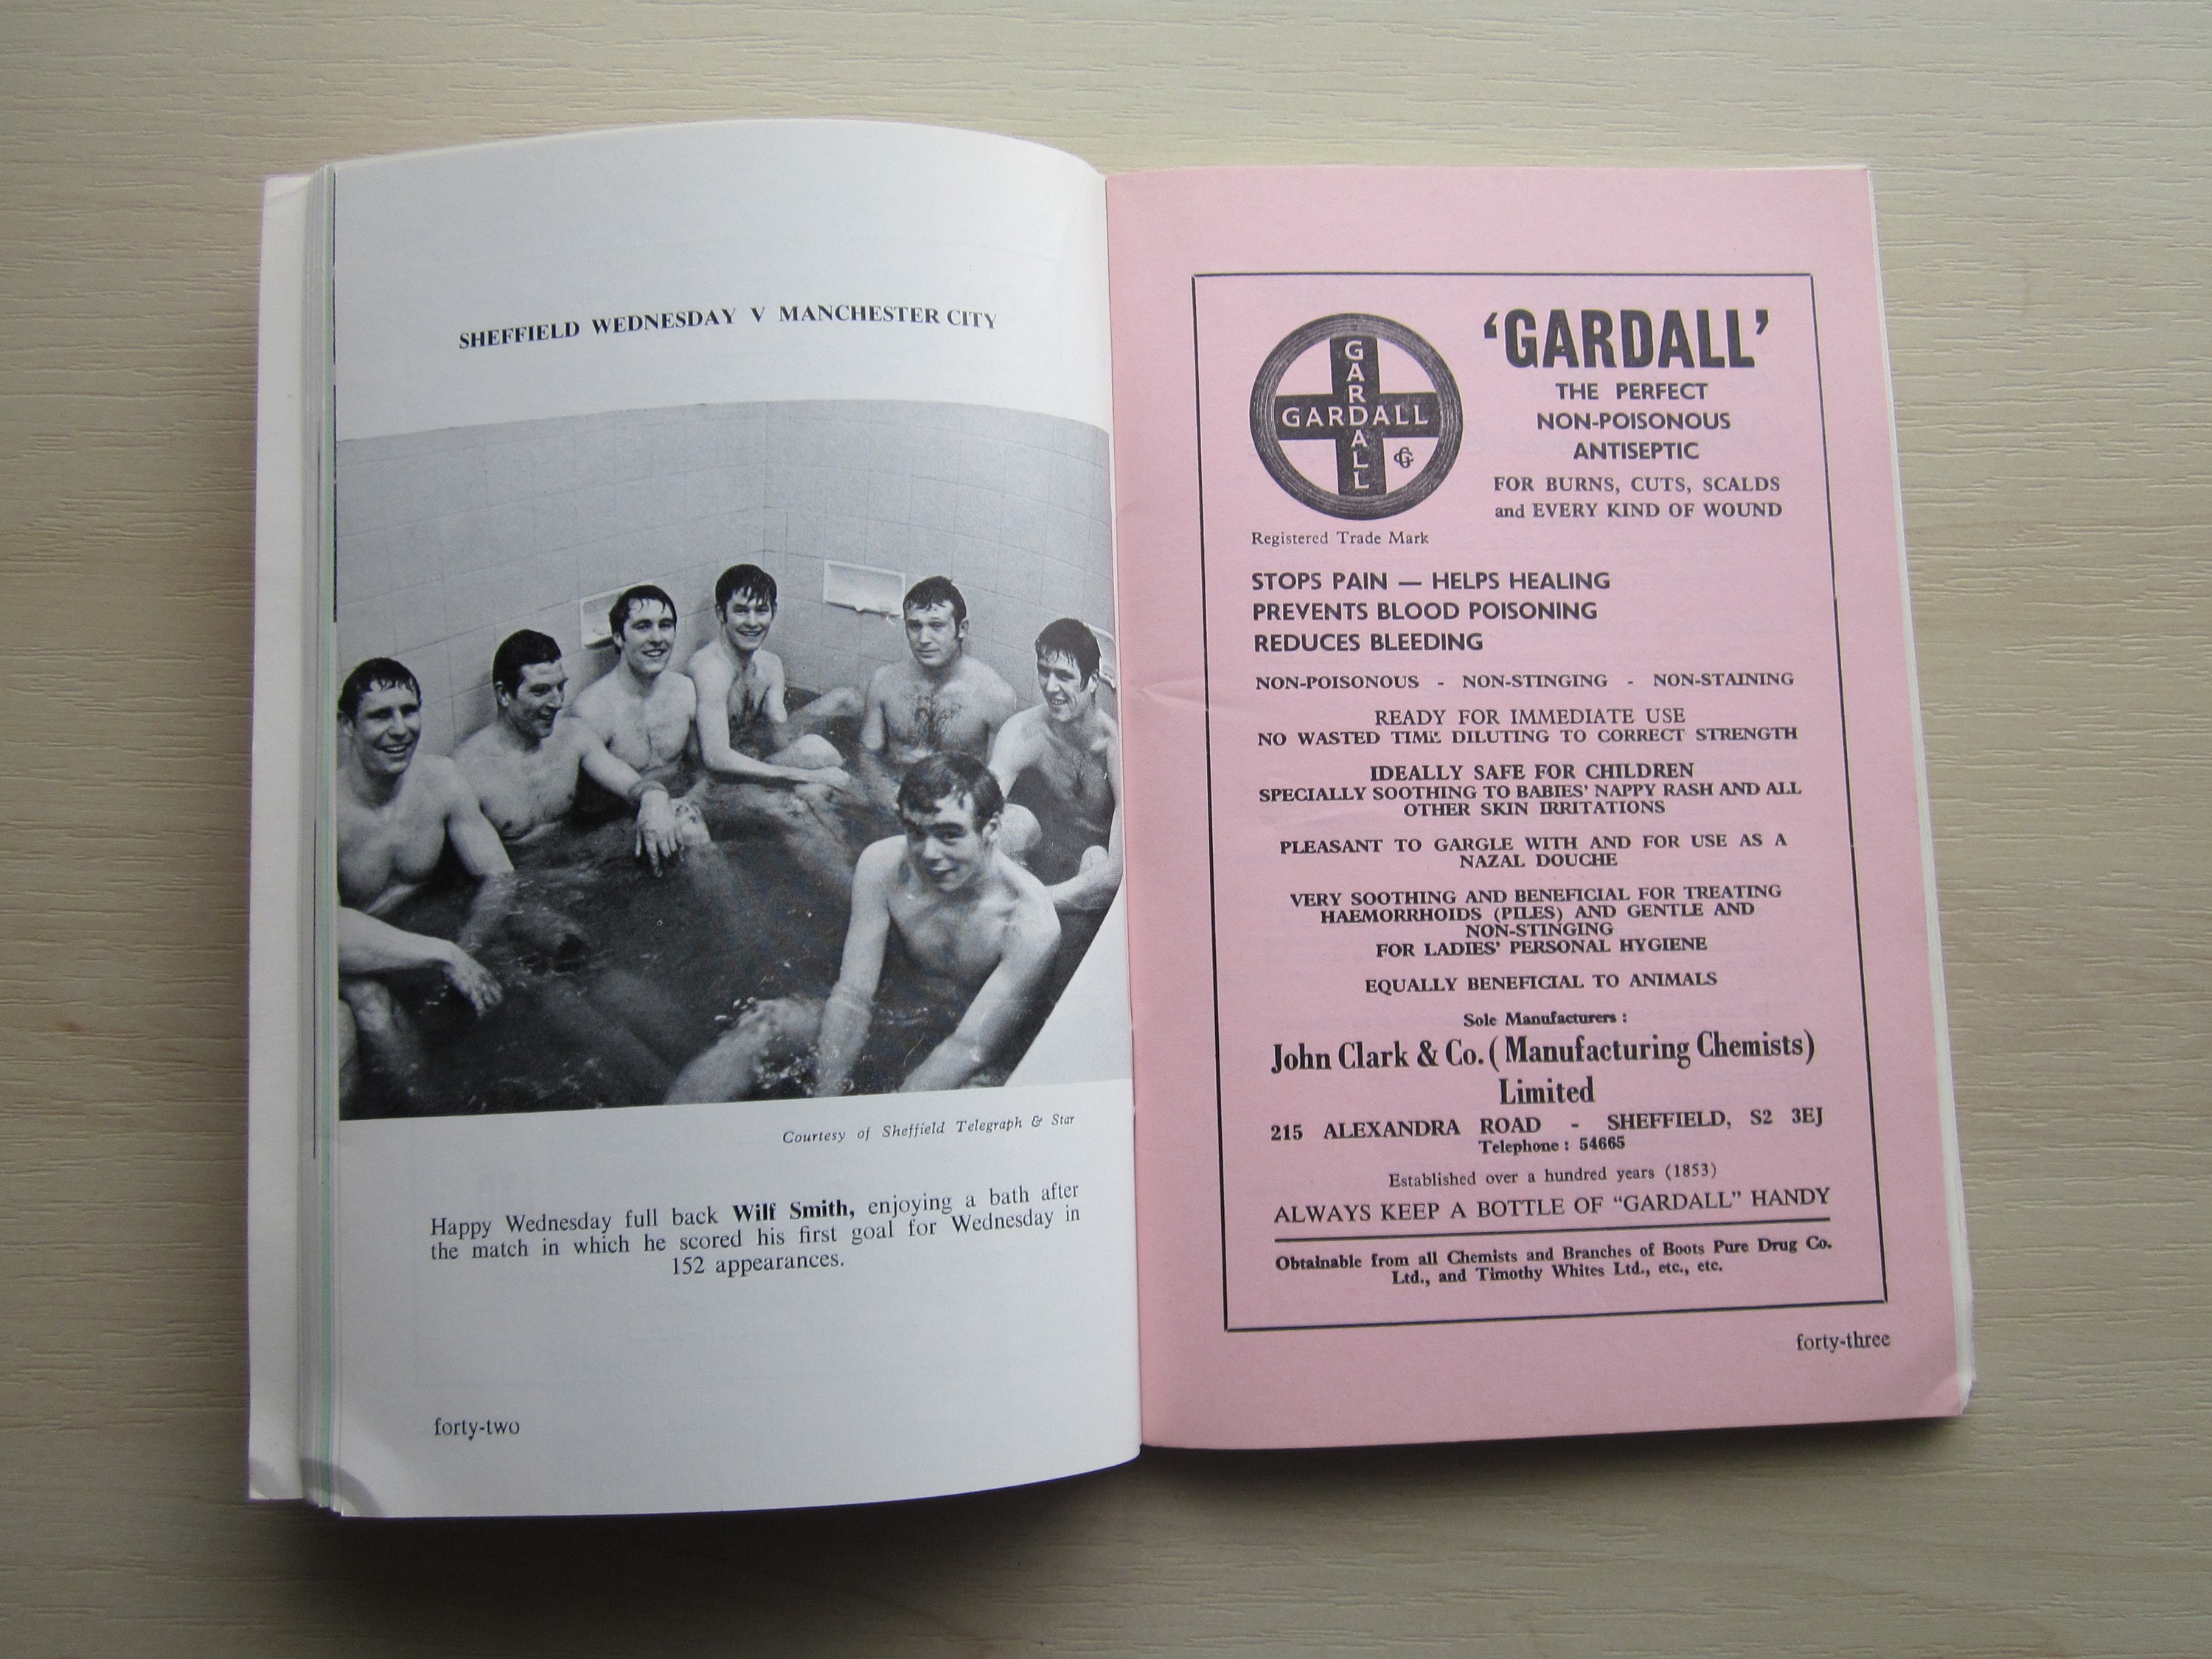 SHEFFIELD WEDNESDAY V MANCHESTER CITY
Courtesy of Sheffield Telegraph & Star
Happy Wednesday full back Wilf Smith, enjoying a bath after
the match in which he scored his first goal for Wednesday in
152 appearances.
forty-two
GARDALL
GARDALL
G
'GARDALL'
THE PERFECT
NON-POISONOUS
ANTISEPTIC
FOR BURNS, CUTS, SCALDS
and EVERY KIND OF WOUND
Registered Trade Mark
STOPS PAIN — HELPS HEALING
PREVENTS BLOOD POISONING
REDUCES BLEEDING
NON-POISONOUS - NON-STINGING - NON-STAINING
READY FOR IMMEDIATE USE
NO WASTED TIME DILUTING TO CORRECT STRENGTH
IDEALLY SAFE FOR CHILDREN
SPECIALLY SOOTHING TO BABIES' NAPPY RASH AND ALL
OTHER SKIN IRRITATIONS
PLEASANT TO GARGLE WITH AND FOR USE AS A
NAZAL DOUCHE
VERY SOOTHING AND BENEFICIAL FOR TREATING
HAEMORRHOIDS (PILES) AND GENTLE AND
NON-STINGING
FOR LADIES' PERSONAL HYGIENE
EQUALLY BENEFICIAL TO ANIMALS
Sole Manufacturers :
John Clark & Co. ( Manufacturing Chemists)
Limited
215 ALEXANDRA ROAD - SHEFFIELD, S2 3EJ
Telephone : 54665
Established over a hundred years (1853)
ALWAYS KEEP A BOTTLE OF "GARDALL" HANDY
Obtainable from all Chemists and Branches of Boots Pure Drug Co.
Ltd., and Timothy Whites Ltd., etc., etc.
forty-three